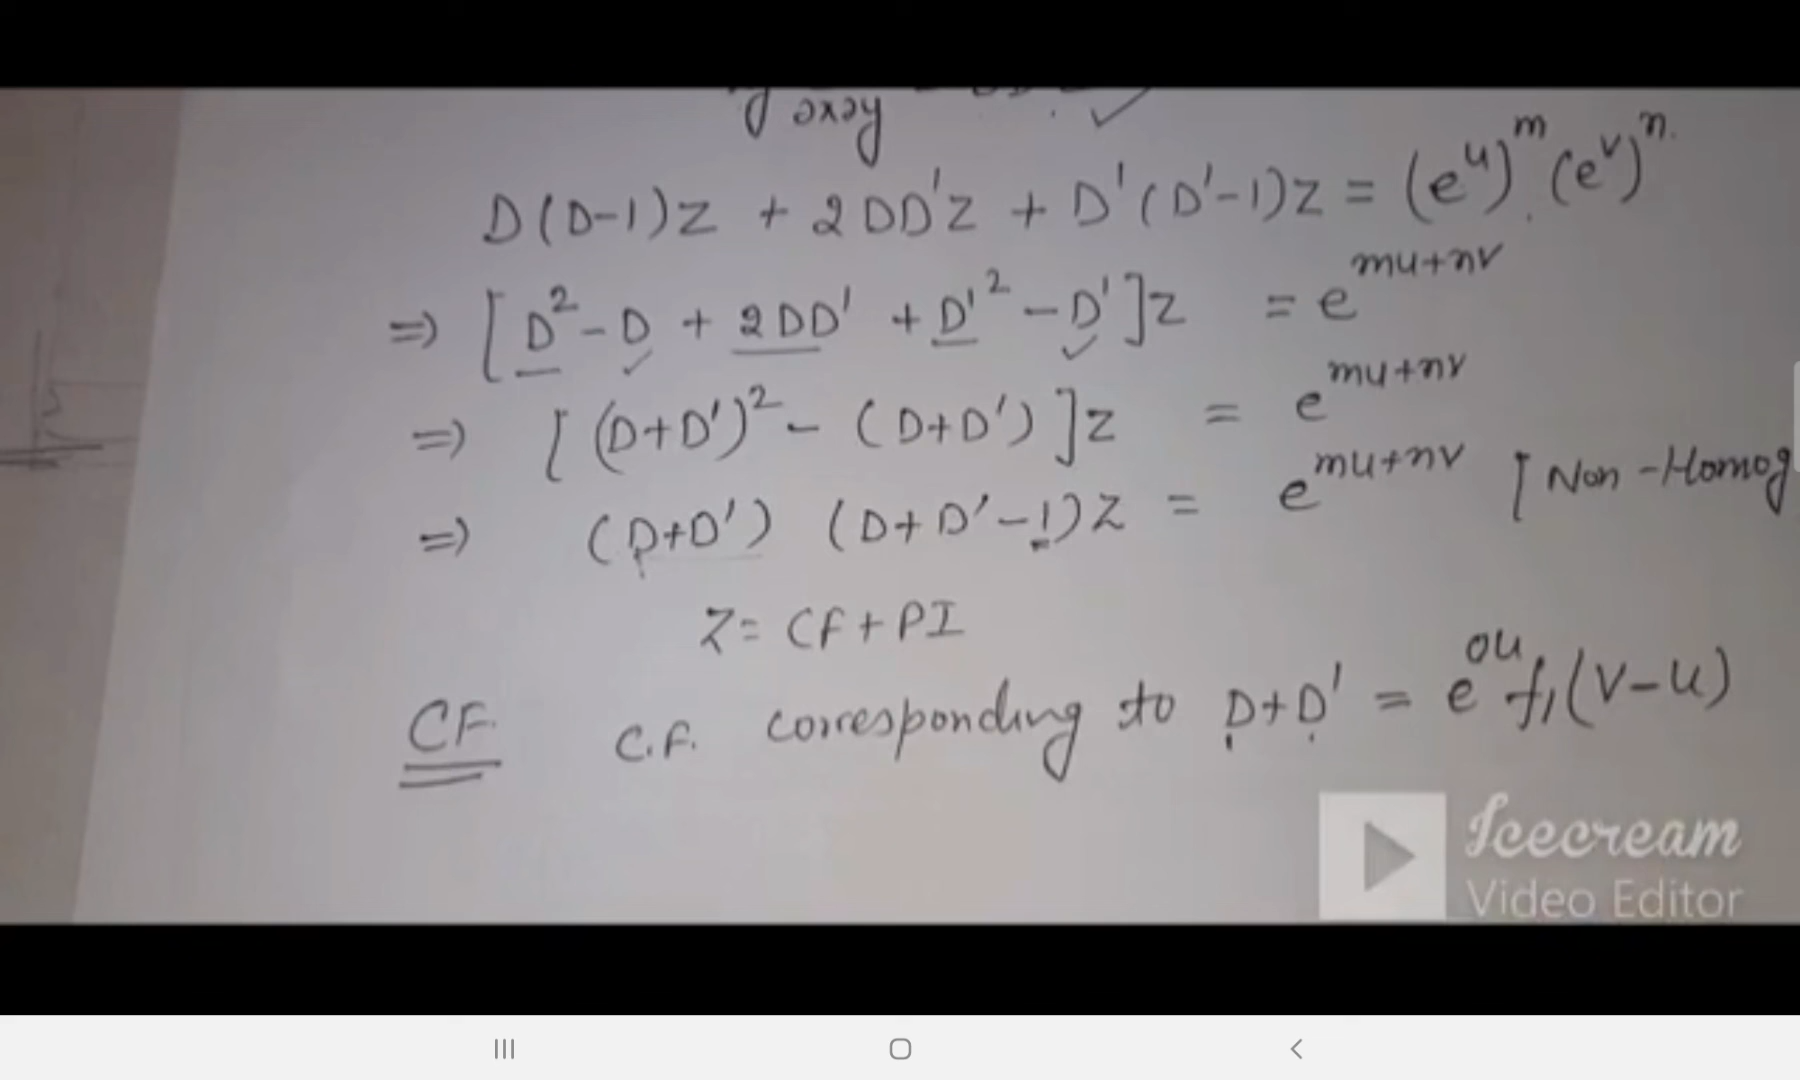 D(D-1)z + 2DD'z + D'(D'-1)z = (e^u)^m . (e^v)^n.
⇒ [D² - D + 2DD' + D'² - D']z = e^{mu+nv}
⇒ [(D+D')² - (D+D')]z = e^{mu+nv}
⇒ (D+D') (D+D'-1)z = e^{mu+nv} [Non-Homog
z = CF + PI
CF. C.F. corresponding to D+D' = e^{0u} f₁(v-u)
Icecream
Video Editor